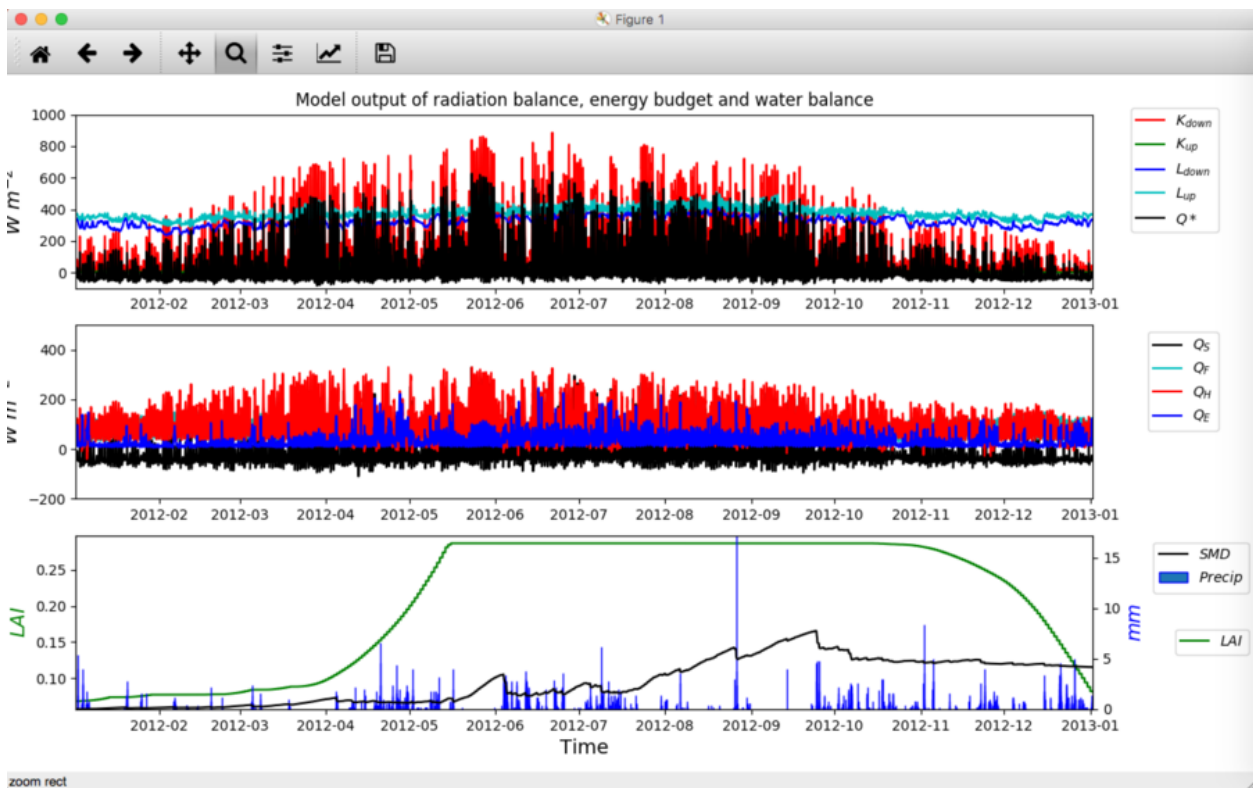 Figure 1
Model output of radiation balance, energy budget and water balance
1000
800
600
400
200
0
W m⁻²
2012-02 2012-03 2012-04 2012-05 2012-06 2012-07 2012-08 2012-09 2012-10 2012-11 2012-12 2013-01
K_down
K_up
L_down
L_up
Q*
400
200
0
−200
2012-02 2012-03 2012-04 2012-05 2012-06 2012-07 2012-08 2012-09 2012-10 2012-11 2012-12 2013-01
Q_S
Q_F
Q_H
Q_E
0.25
0.20
0.15
0.10
LAI
15
10
5
0
mm
2012-02 2012-03 2012-04 2012-05 2012-06 2012-07 2012-08 2012-09 2012-10 2012-11 2012-12 2013-01
Time
SMD
Precip
LAI
zoom rect